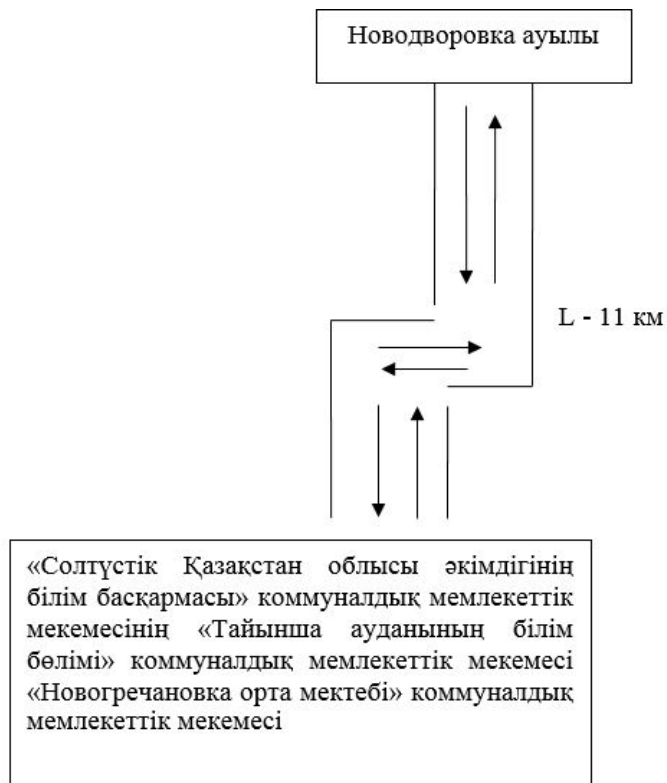 Новодворовка ауылы
L - 11 км
«Солтүстік Қазақстан облысы әкімдігінің
білім басқармасы» коммуналдық мемлекеттік
мекемесінің «Тайынша ауданының білім
бөлімі» коммуналдық мемлекеттік мекемесі
«Новогречановка орта мектебі» коммуналдық
мемлекеттік мекемесі